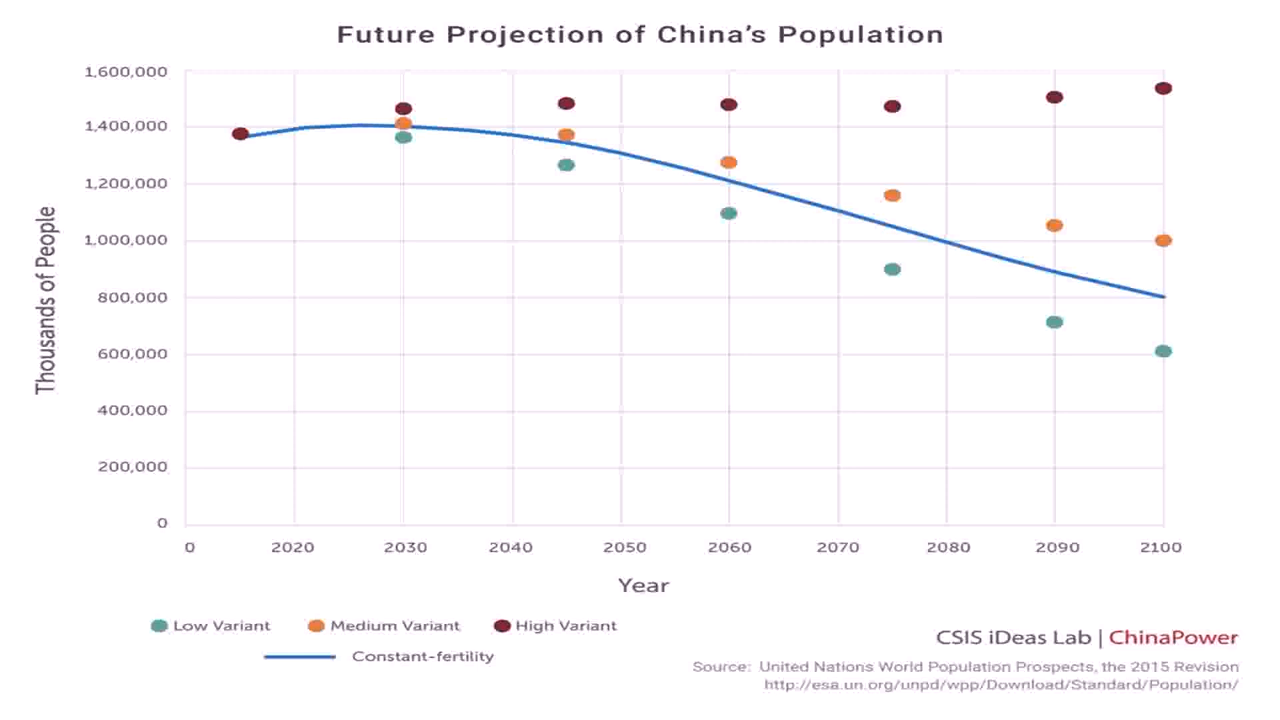 Future Projection of China's Population
Thousands of People
1,600,000
1,400,000
1,200,000
1,000,000
800,000
600,000
400,000
200,000
0
0 2020 2030 2040 2050 2060 2070 2080 2090 2100
Year
Low Variant Medium Variant High Variant
Constant-fertility
CSIS iDeas Lab | ChinaPower
Source: United Nations World Population Prospects, the 2015 Revision
http://esa.un.org/unpd/wpp/Download/Standard/Population/